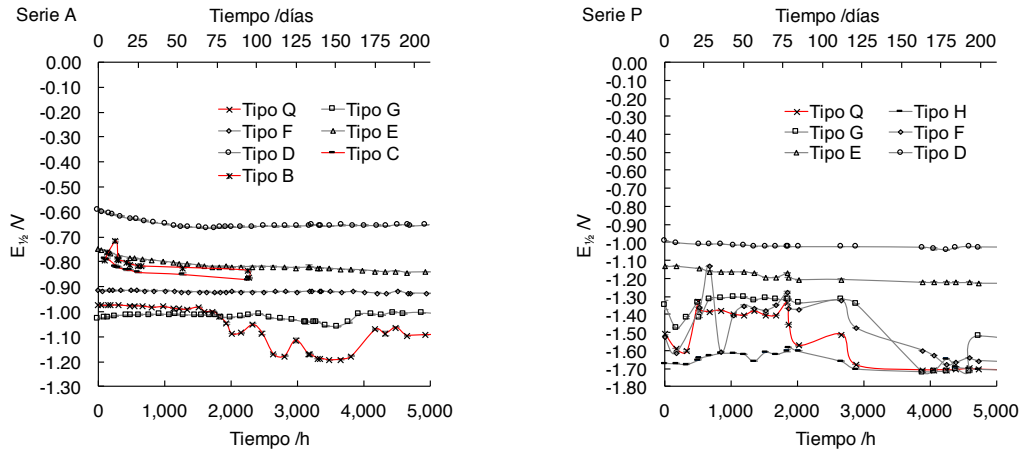 Serie A
Tiempo /días
0 25 50 75 100 125 150 175 200
0.00
-0.10
-0.20
-0.30
-0.40
-0.50
-0.60
-0.70
-0.80
-0.90
-1.00
-1.10
-1.20
-1.30
E½ /V
Tipo Q
Tipo G
Tipo F
Tipo E
Tipo D
Tipo C
Tipo B
0 1,000 2,000 3,000 4,000 5,000
Tiempo /h
Serie P
Tiempo /días
0 25 50 75 100 125 150 175 200
0.00
-0.10
-0.20
-0.30
-0.40
-0.50
-0.60
-0.70
-0.80
-0.90
-1.00
-1.10
-1.20
-1.30
-1.40
-1.50
-1.60
-1.70
-1.80
E½ /V
Tipo Q
Tipo H
Tipo G
Tipo F
Tipo E
Tipo D
0 1,000 2,000 3,000 4,000 5,000
Tiempo /h